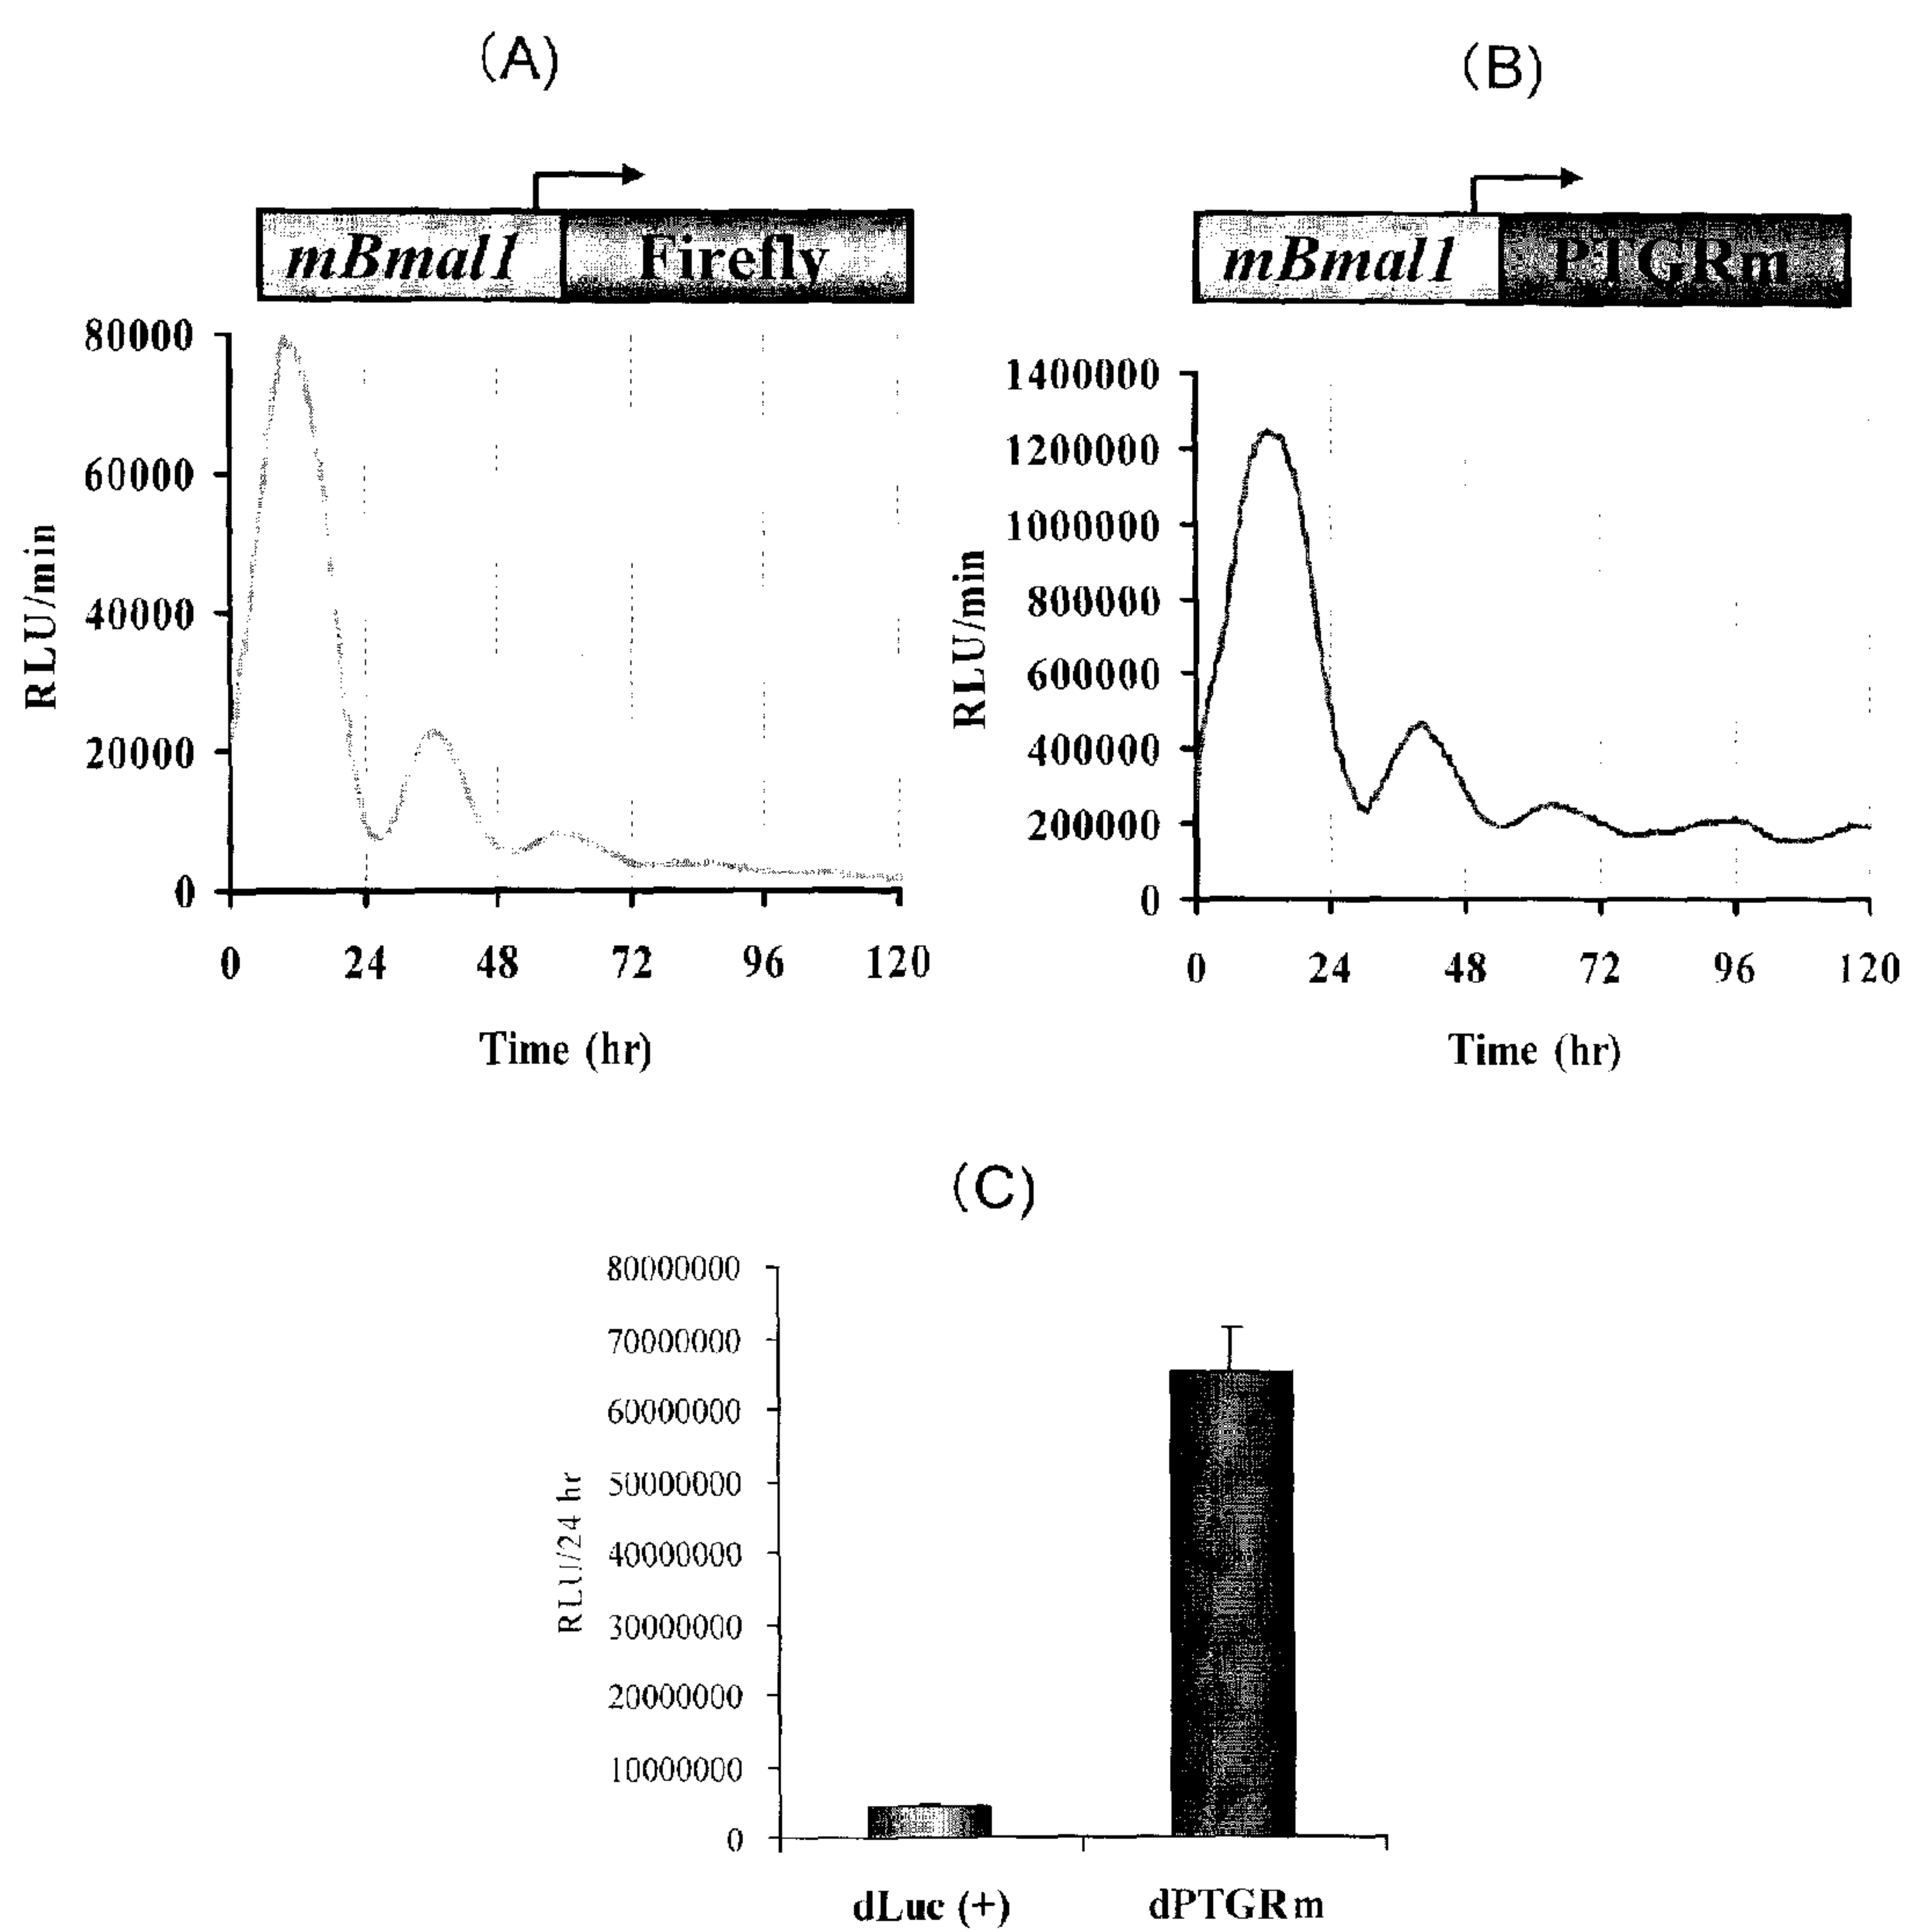 (A)
mBmal1 Firefly
80000
60000
40000
20000
0
RLU/min
0 24 48 72 96 120
Time (hr)
(B)
mBmal1 PTGRm
1400000
1200000
1000000
800000
600000
400000
200000
0
RLU/min
0 24 48 72 96 120
Time (hr)
(C)
80000000
70000000
60000000
50000000
40000000
30000000
20000000
10000000
0
RLU/24 hr
dLuc (+) dPTGRm